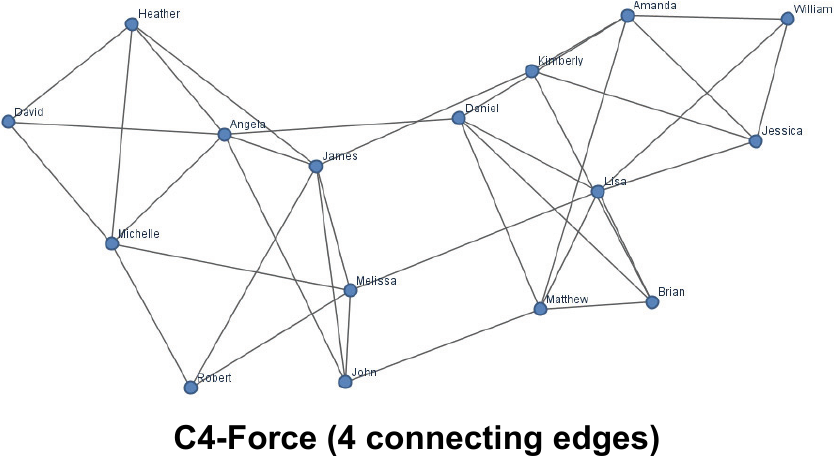 Heather
Amanda
William
Kimberly
David
Daniel
Angela
Jessica
James
Lisa
Michelle
Melissa
Matthew
Brian
Robert
John
C4-Force (4 connecting edges)